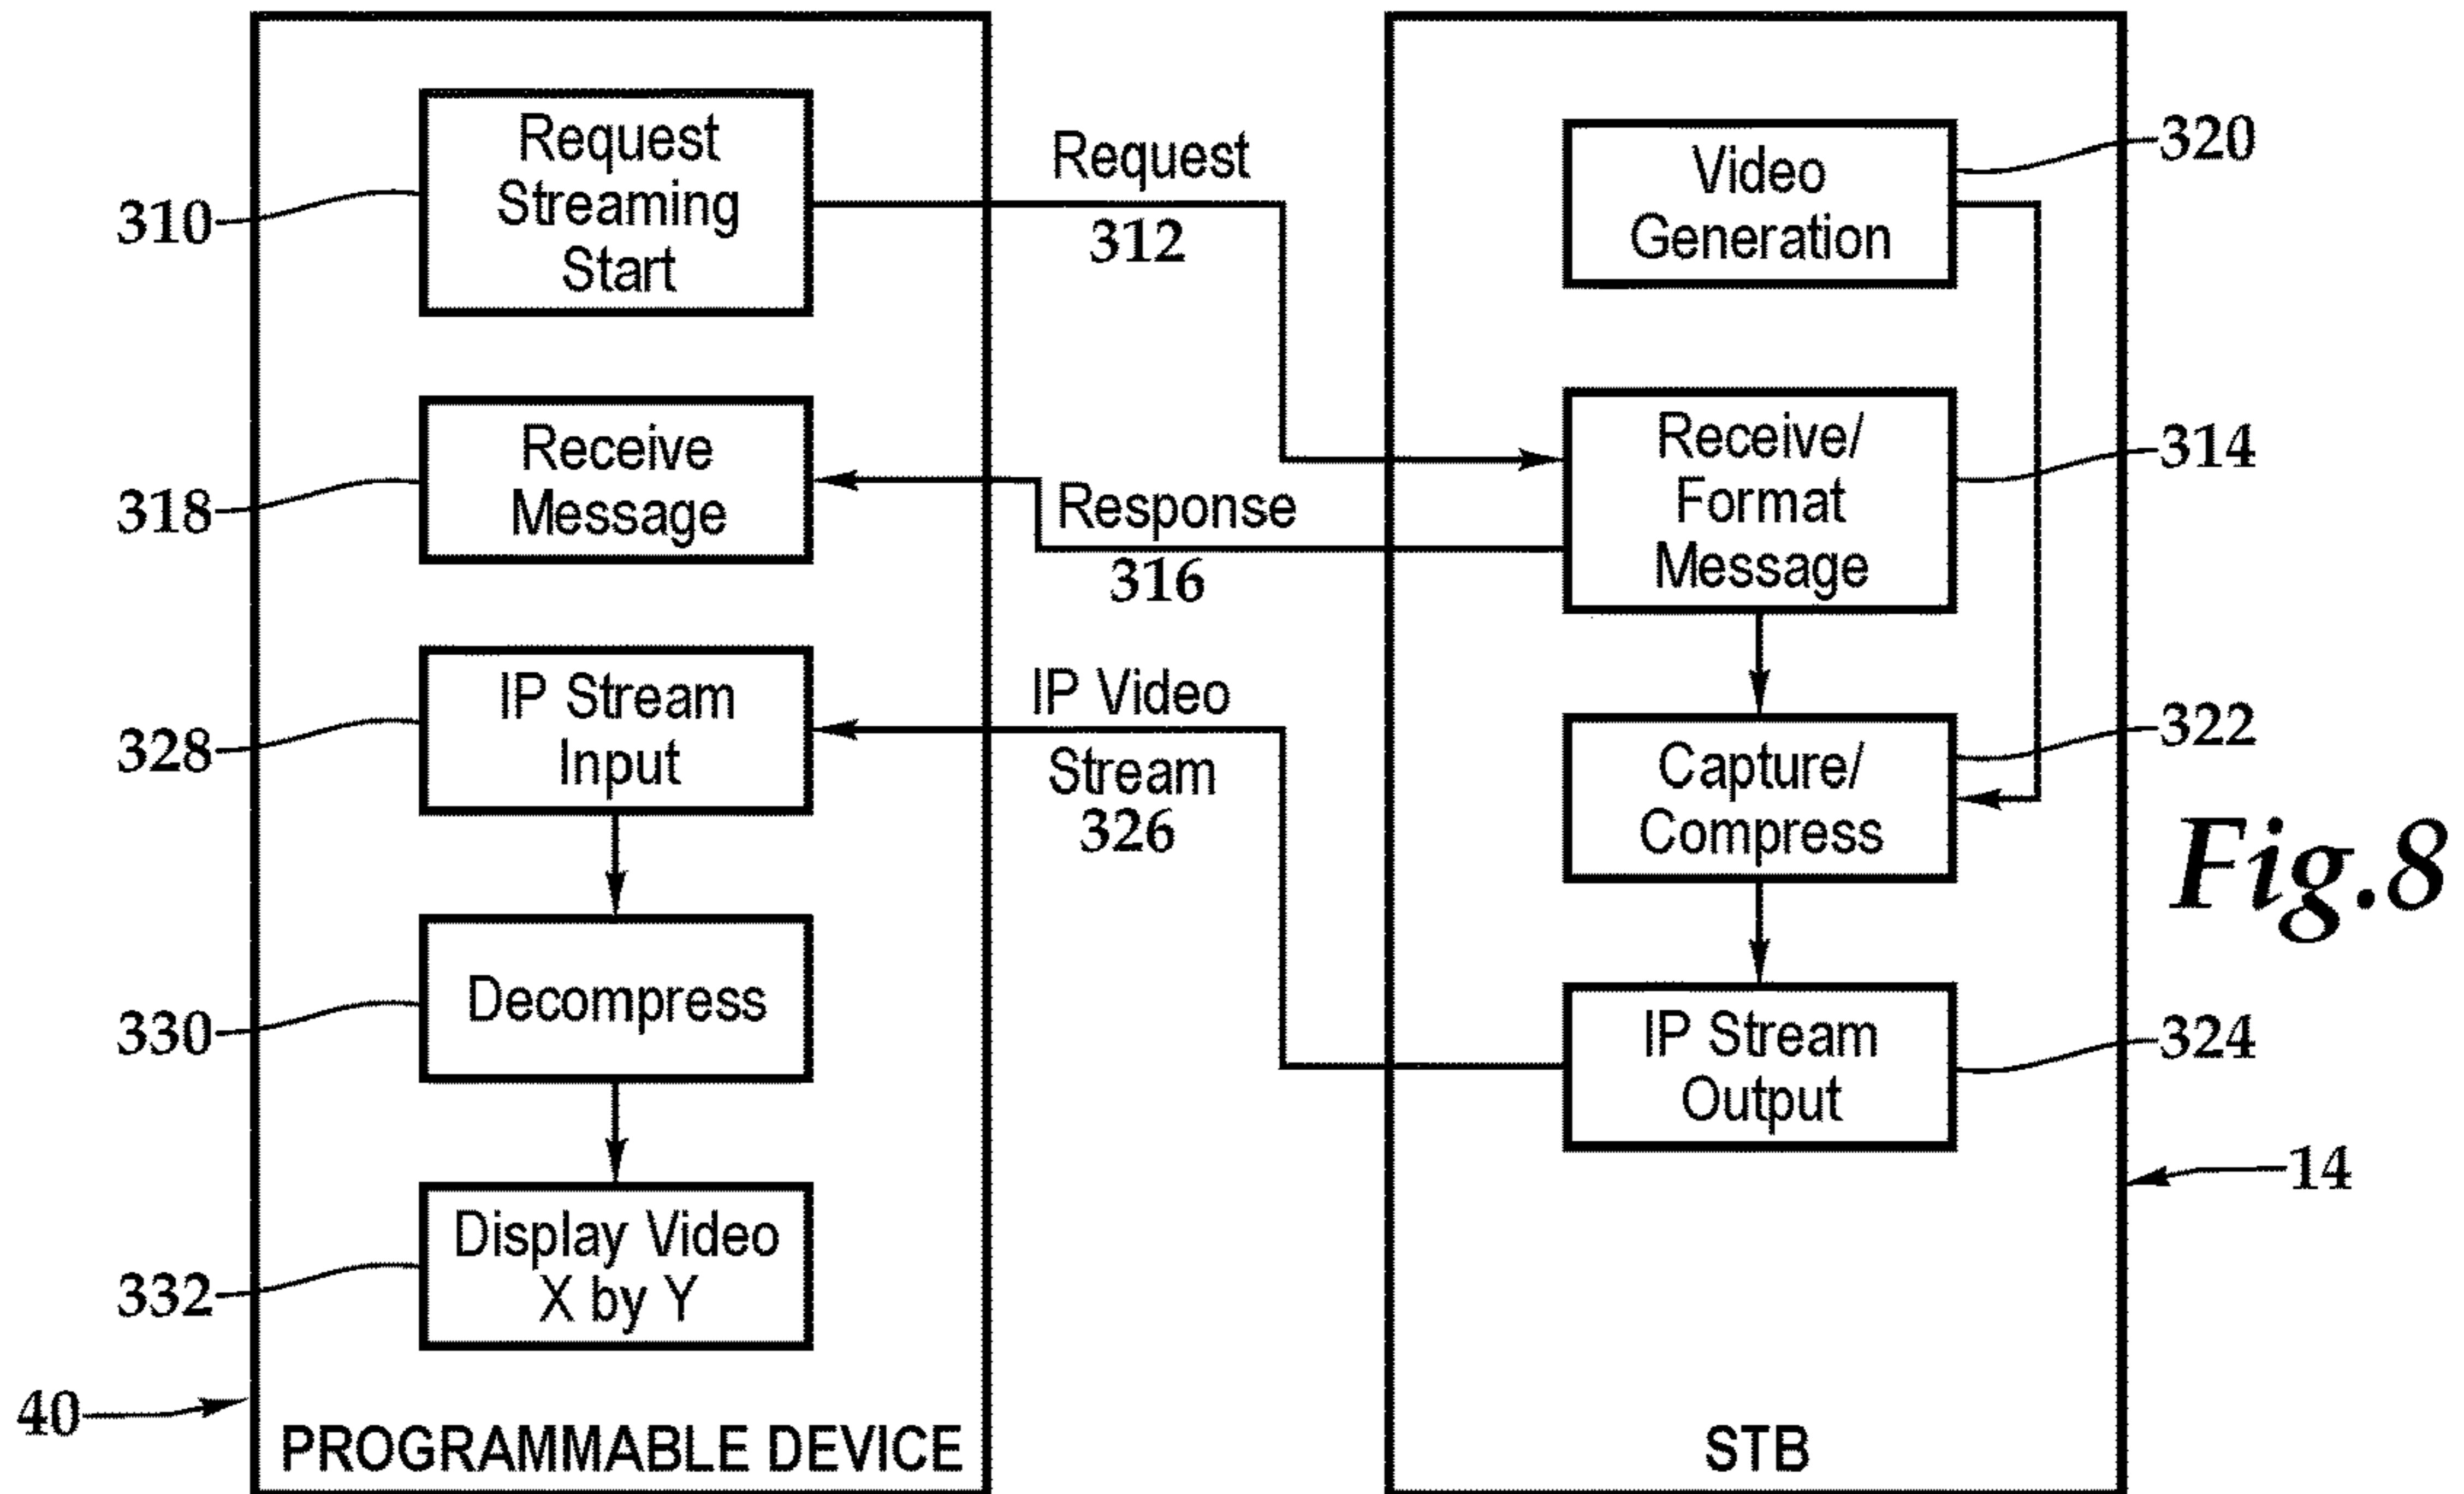 310
Request
Streaming
Start
Request
312
Video
Generation
320
318
Receive
Message
Response
316
Receive/
Format
Message
314
328
IP Stream
Input
IP Video
Stream
326
Capture/
Compress
322
330
Decompress
IP Stream
Output
324
332
Display Video
X by Y
14
40
PROGRAMMABLE DEVICE
STB
Fig.8